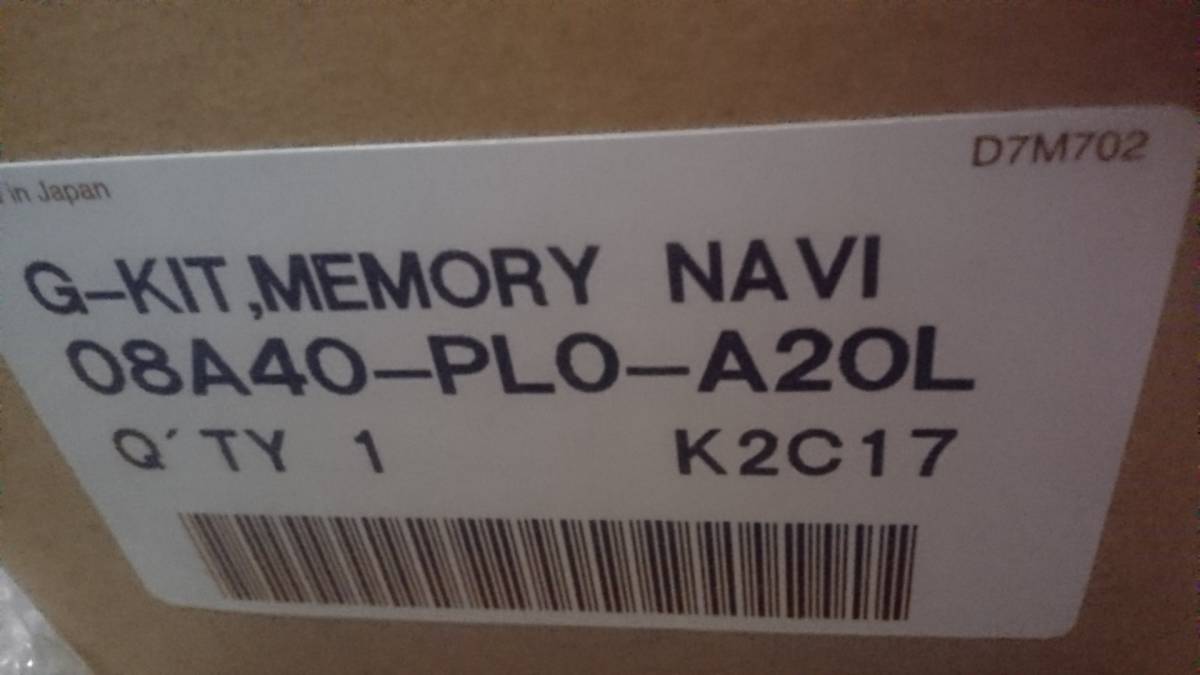 D7M702
in Japan
G-KIT,MEMORY NAVI
08A40-PL0-A20L
Q´TY 1 K2C17